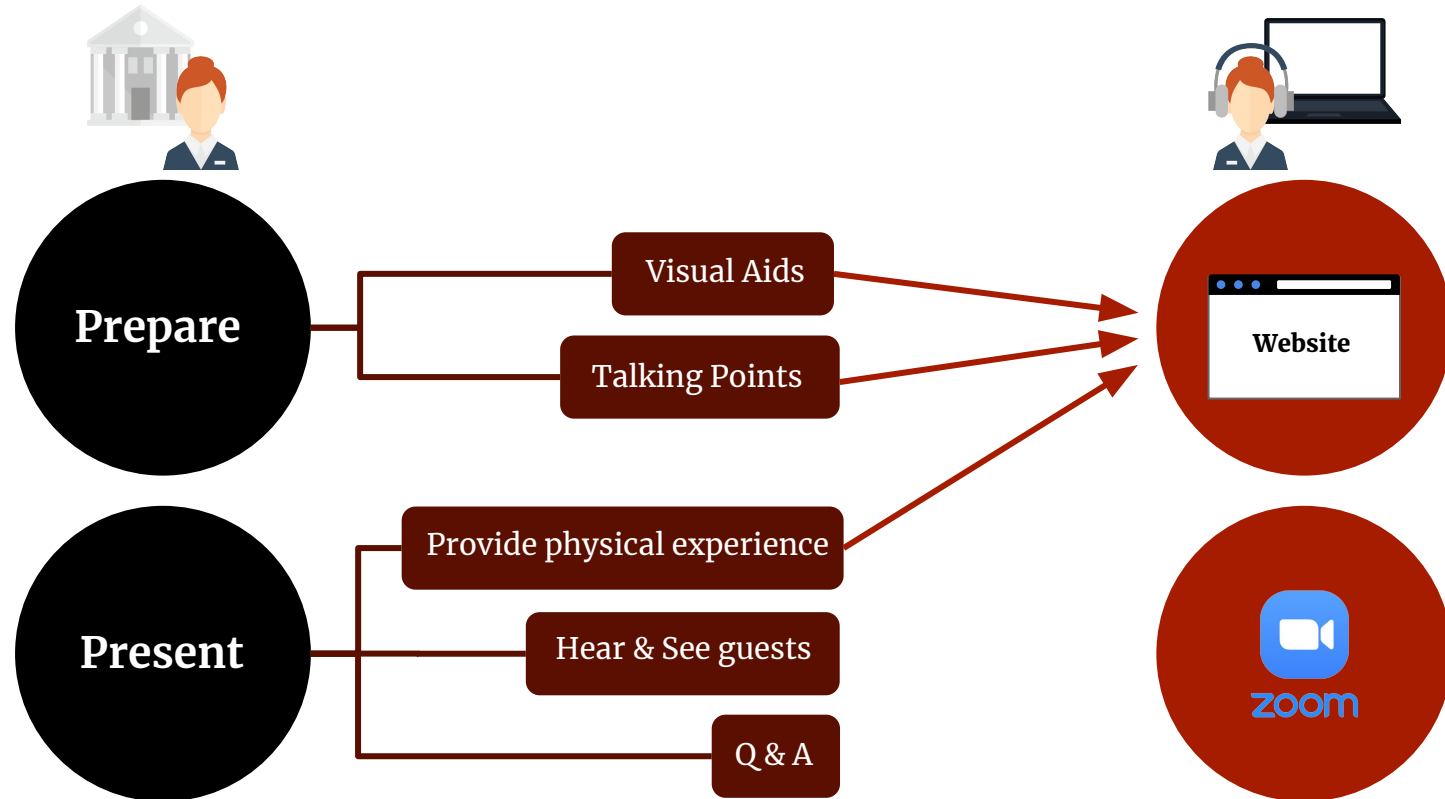 Prepare
Visual Aids
Talking Points
Website
Present
Provide physical experience
Hear & See guests
Q & A
zoom